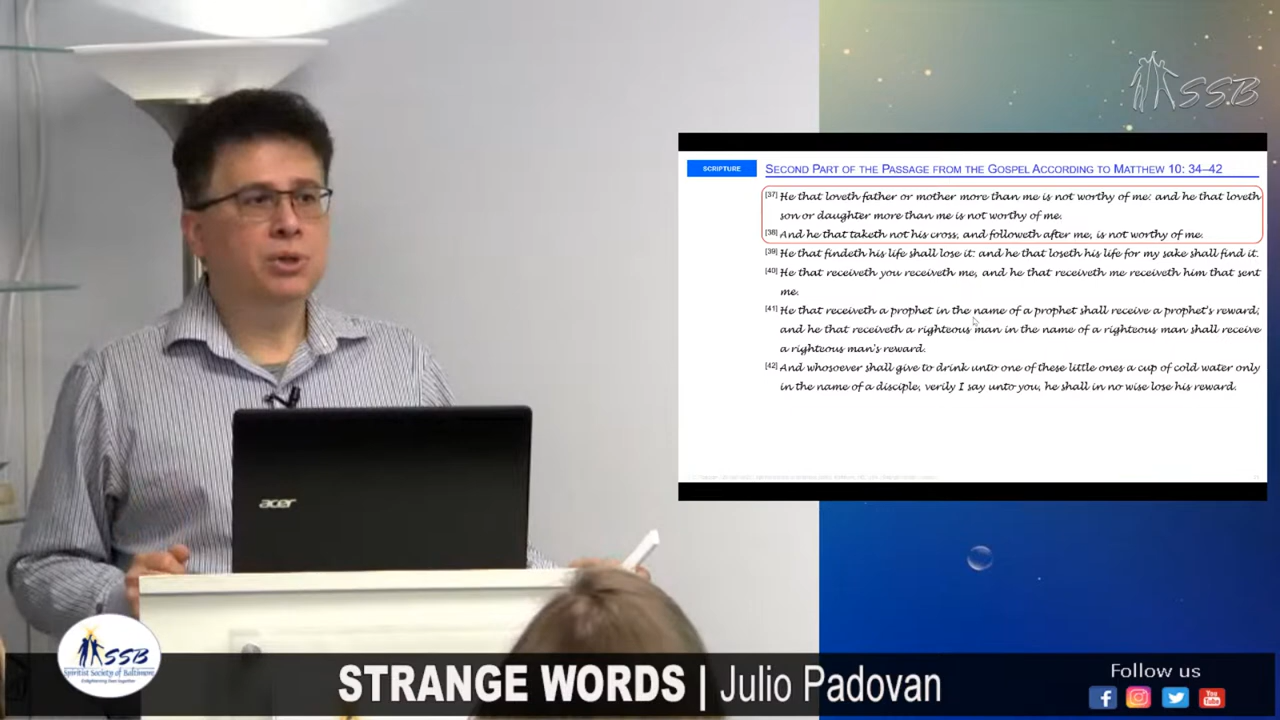 SSB
SCRIPTURE
SECOND PART OF THE PASSAGE FROM THE GOSPEL ACCORDING TO MATTHEW 10: 34–42
[37] He that loveth father or mother more than me is not worthy of me: and he that loveth
son or daughter more than me is not worthy of me.
[38] And he that taketh not his cross, and followeth after me, is not worthy of me.
[39] He that findeth his life shall lose it: and he that loseth his life for my sake shall find it.
[40] He that receiveth you receiveth me, and he that receiveth me receiveth him that sent
me.
[41] He that receiveth a prophet in the name of a prophet shall receive a prophet's reward;
and he that receiveth a righteous man in the name of a righteous man shall receive
a righteous man's reward.
[42] And whosoever shall give to drink unto one of these little ones a cup of cold water only
in the name of a disciple, verily I say unto you, he shall in no wise lose his reward.
acer
SSB
Spiritist Society of Baltimore
STRANGE WORDS | Julio Padovan
Follow us
You
Tube